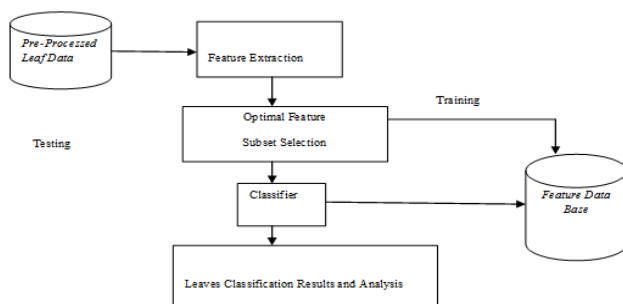 Pre-Processed
Leaf Data
Feature Extraction
Training
Optimal Feature
Subset Selection
Testing
Classifier
Feature Data
Base
Leaves Classification Results and Analysis